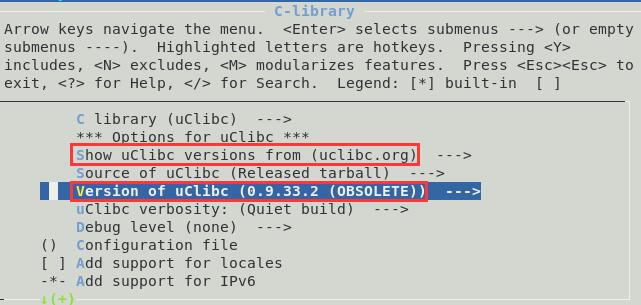 C-library
Arrow keys navigate the menu.  <Enter> selects submenus ---> (or empty
submenus ----).  Highlighted letters are hotkeys.  Pressing <Y>
includes, <N> excludes, <M> modularizes features.  Press <Esc><Esc> to
exit, <?> for Help, </> for Search.  Legend: [*] built-in  [ ]
C library (uClibc)  --->
*** Options for uClibc ***
Show uClibc versions from (uclibc.org)  --->
Source of uClibc (Released tarball)  --->
Version of uClibc (0.9.33.2 (OBSOLETE))  --->
uClibc verbosity: (Quiet build)  --->
Debug level (none)  --->
() Configuration file
[ ] Add support for locales
-*- Add support for IPv6
↓(+)